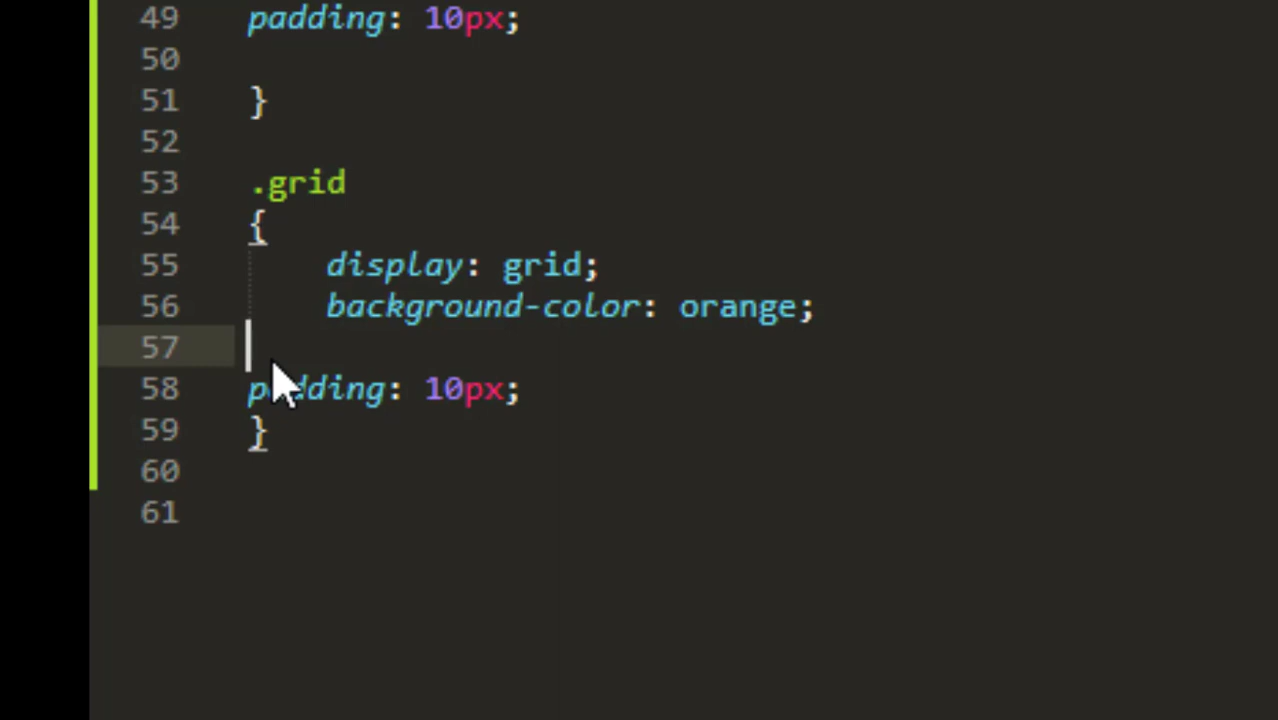 49 padding: 10px;
50
51 }
52
53 .grid
54 {
55 display: grid;
56 background-color: orange;
57
58 padding: 10px;
59 }
60
61